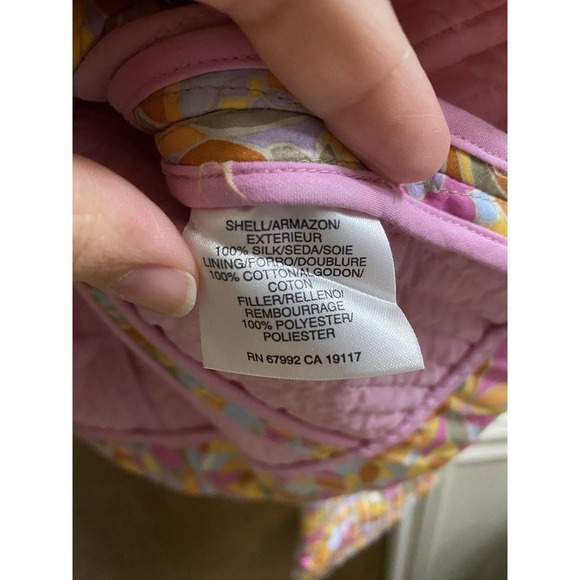 SHELL/ARMAZON/
EXTERIEUR
100% SILK/SEDA/SOIE
LINING/FORRO/DOUBLURE
100% COTTON/ALGODON/
COTON
FILLER/RELLENO/
REMBOURRAGE
100% POLYESTER/
POLIESTER
RN 67992 CA 19117